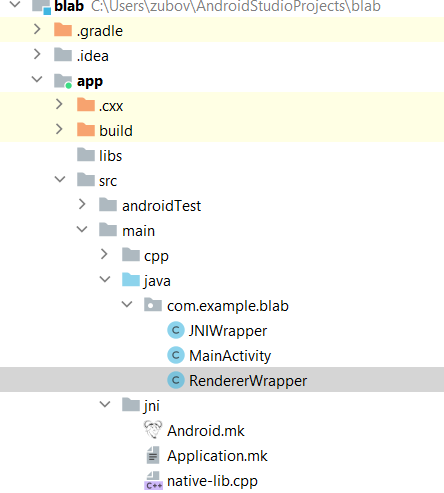 blab C:\Users\zubov\AndroidStudioProjects\blab
.gradle
.idea
app
.cxx
build
libs
src
androidTest
main
cpp
java
com.example.blab
C JNIWrapper
C MainActivity
C RendererWrapper
jni
Android.mk
Application.mk
C++ native-lib.cpp